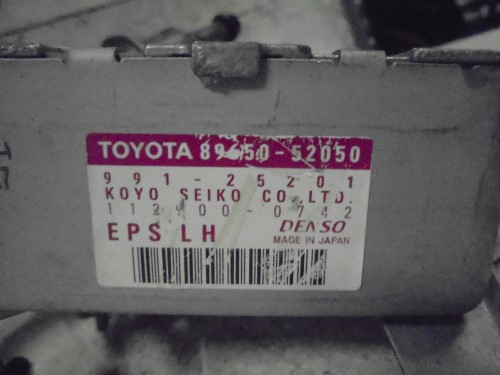 TOYOTA 89650-52050
991-25201
KOYO SEIKO CO.,LTD.
112400-0742
EPS LH DENSO
MADE IN JAPAN